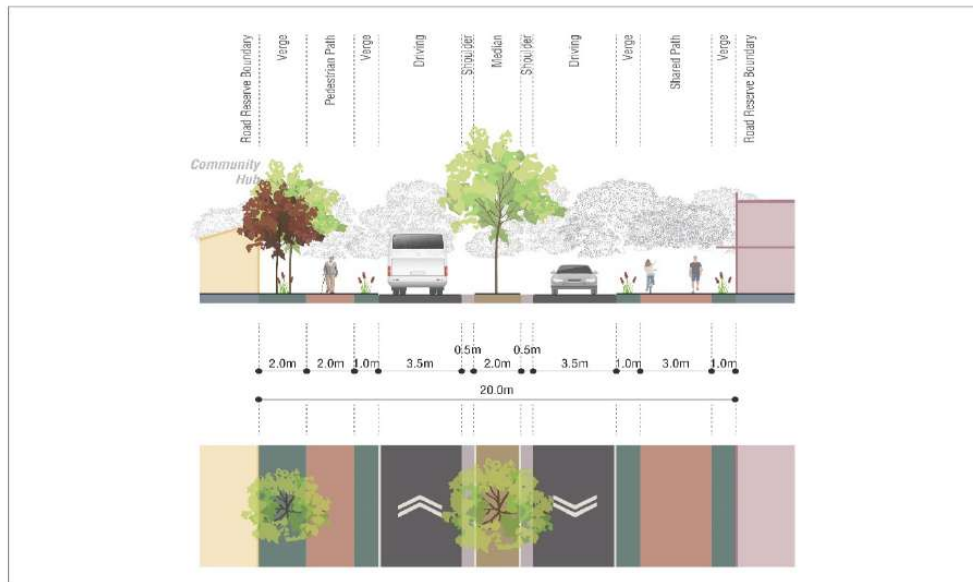 Road Reserve Boundary
Verge
Pedestrian Path
Verge
Driving
Shoulder
Median
Shoulder
Driving
Verge
Shared Path
Verge
Road Reserve Boundary
Community
Hub
0.5m 0.5m
2.0m 2.0m 1.0m 3.5m 2.0m 3.5m 1.0m 3.0m 1.0m
20.0m